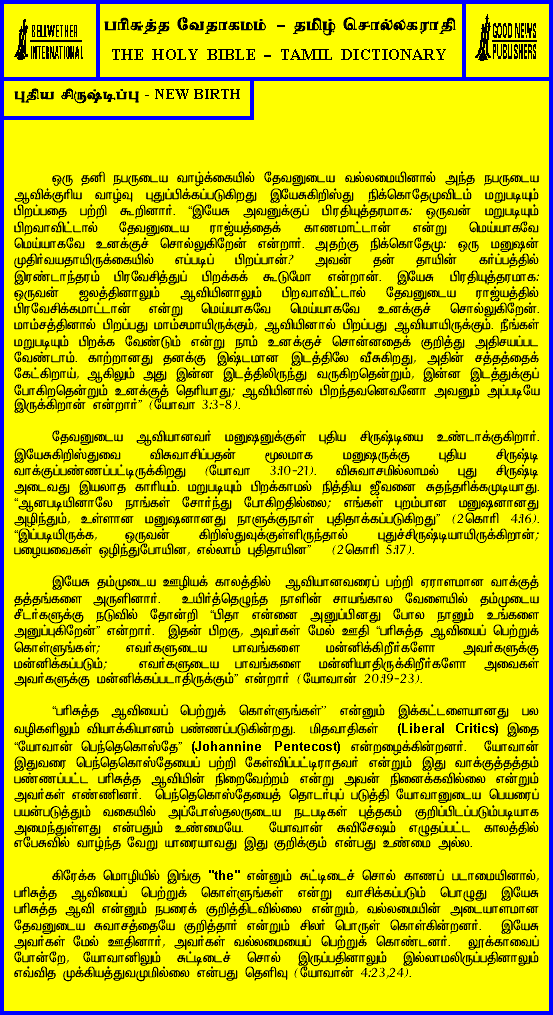 BELLWETHER
INTERNATIONAL
பரிசுத்த வேதாகமம் – தமிழ் சொல்லகராதி
THE HOLY BIBLE – TAMIL DICTIONARY
GOOD NEWS
PUBLISHERS
புதிய சிருஷ்டிப்பு - NEW BIRTH
ஒரு தனி நபருடைய வாழ்க்கையில் தேவனுடைய வல்லமையினால் அந்த நபருடைய
ஆவிக்குரிய வாழ்வு புதுப்பிக்கப்படுகிறது இயேசுகிறிஸ்து நிக்கொதேமுவிடம் மறுபடியும்
பிறப்பதை பற்றி கூறினார். “இயேசு அவனுக்குப் பிரதியுத்தரமாக: ஒருவன் மறுபடியும்
பிறவாவிட்டால் தேவனுடைய ராஜ்யத்தைக் காணமாட்டான் என்று மெய்யாகவே
மெய்யாகவே உனக்குச் சொல்லுகிறேன் என்றார். அதற்கு நிக்கொதேமு: ஒரு மனுஷன்
முதிர்வயதாயிருக்கையில் எப்படிப் பிறப்பான்? அவன் தன் தாயின் கர்ப்பத்தில்
இரண்டாந்தரம் பிரவேசித்துப் பிறக்கக் கூடுமோ என்றான். இயேசு பிரதியுத்தரமாக:
ஒருவன் ஜலத்தினாலும் ஆவியினாலும் பிறவாவிட்டால் தேவனுடைய ராஜ்யத்தில்
பிரவேசிக்கமாட்டான் என்று மெய்யாகவே மெய்யாகவே உனக்குச் சொல்லுகிறேன்.
மாம்சத்தினால் பிறப்பது மாம்சமாயிருக்கும், ஆவியினால் பிறப்பது ஆவியாயிருக்கும். நீங்கள்
மறுபடியும் பிறக்க வேண்டும் என்று நாம் உனக்குச் சொன்னதைக் குறித்து அதிசயப்பட
வேண்டாம். காற்றானது தனக்கு இஷ்டமான இடத்திலே வீசுகிறது, அதின் சத்தத்தைக்
கேட்கிறாய், ஆகிலும் அது இன்ன இடத்திலிருந்து வருகிறதென்றும், இன்ன இடத்துக்குப்
போகிறதென்றும் உனக்குத் தெரியாது; ஆவியினால் பிறந்தவனெவனோ அவனும் அப்படியே
இருக்கிறான் என்றார்” (யோவா 3:3-8).
தேவனுடைய ஆவியானவர் மனுஷனுக்குள் புதிய சிருஷ்டியை உண்டாக்குகிறார்.
இயேசுகிறிஸ்துவை விசுவாசிப்பதன் மூலமாக மனுஷருக்கு புதிய சிருஷ்டி
வாக்குப்பண்ணப்பட்டிருக்கிறது (யோவா 3:10-21). விசுவாசமில்லாமல் புது சிருஷ்டி
அடைவது இயலாத காரியம். மறுபடியும் பிறக்காமல் நித்திய ஜீவனை சுதந்தரிக்கமுடியாது.
“ஆனபடியினாலே நாங்கள் சோர்ந்து போகிறதில்லை; எங்கள் புறம்பான மனுஷனானது
அழிந்தும், உள்ளான மனுஷனானது நாளுக்குநாள் புதிதாக்கப்படுகிறது” (2கொரி 4:16).
“இப்படியிருக்க, ஒருவன் கிறிஸ்துவுக்குள்ளிருந்தால் புதுச்சிருஷ்டியாயிருக்கிறான்;
பழையவைகள் ஒழிந்துபோயின, எல்லாம் புதிதாயின” (2கொரி 5:17).
இயேசு தம்முடைய ஊழியக் காலத்தில் ஆவியானவரைப் பற்றி ஏராளமான வாக்குத்
தத்தங்களை அருளினார். உயிர்த்தெழுந்த நாளின் சாயங்கால வேளையில் தம்முடைய
சீடர்களுக்கு நடுவில் தோன்றி “பிதா என்னை அனுப்பினது போல நானும் உங்களை
அனுப்புகிறேன்” என்றார். இதன் பிறகு, அவர்கள் மேல் ஊதி “பரிசுத்த ஆவியைப் பெற்றுக்
கொள்ளுங்கள்; எவர்களுடைய பாவங்களை மன்னிக்கிறீர்களோ அவர்களுக்கு
மன்னிக்கப்படும்; எவர்களுடைய பாவங்களை மன்னியாதிருக்கிறீர்களோ அவைகள்
அவர்களுக்கு மன்னிக்கப்படாதிருக்கும்” என்றார் (யோவான் 20:19-23).
“பரிசுத்த ஆவியைப் பெற்றுக் கொள்ளுங்கள்” என்னும் இக்கட்டளையானது பல
வழிகளிலும் வியாக்கியானம் பண்ணப்படுகின்றது. மிதவாதிகள் (Liberal Critics) இதை
“யோவான் பெந்தெகொஸ்தே” (Johannine Pentecost) என்றழைக்கின்றனர். யோவான்
இதுவரை பெந்தெகொஸ்தேயைப் பற்றி கேள்விப்பட்டிராதவர் என்றும் இது வாக்குத்தத்தம்
பண்ணப்பட்ட பரிசுத்த ஆவியின் நிறைவேற்றம் என்று அவன் நினைக்கவில்லை என்றும்
அவர்கள் எண்ணினர். பெந்தெகொஸ்தேயைத் தொடர்புப் படுத்தி யோவானுடைய பெயரைப்
பயன்படுத்தும் வகையில் அப்போஸ்தலருடைய நடபடிகள் புத்தகம் குறிப்பிடப்படும்படியாக
அமைந்துள்ளது என்பதும் உண்மையே. யோவான் சுவிசேஷம் எழுதப்பட்ட காலத்தில்
எபேசுவில் வாழ்ந்த வேறு யாரையாவது இது குறிக்கும் என்பது உண்மை அல்ல.
கிரேக்க மொழியில் இங்கு "the" என்னும் சுட்டிடைச் சொல் காணப் படாமையினால்,
பரிசுத்த ஆவியைப் பெற்றுக் கொள்ளுங்கள் என்று வாசிக்கப்படும் பொழுது இயேசு
பரிசுத்த ஆவி என்னும் நபரைக் குறித்திடவில்லை என்றும், வல்லமையின் அடையாளமான
தேவனுடைய சுவாசத்தையே குறித்தார் என்றும் சிலர் பொருள் கொள்கின்றனர். இயேசு
அவர்கள் மேல் ஊதினார், அவர்கள் வல்லமையைப் பெற்றுக் கொண்டனர். லூக்காவைப்
போன்றே, யோவானிலும் சுட்டிடைச் சொல் இருப்பதினாலும் இல்லாமலிருப்பதினாலும்
எவ்வித முக்கியத்துவமுமில்லை என்பது தெளிவு (யோவான் 4:23,24).